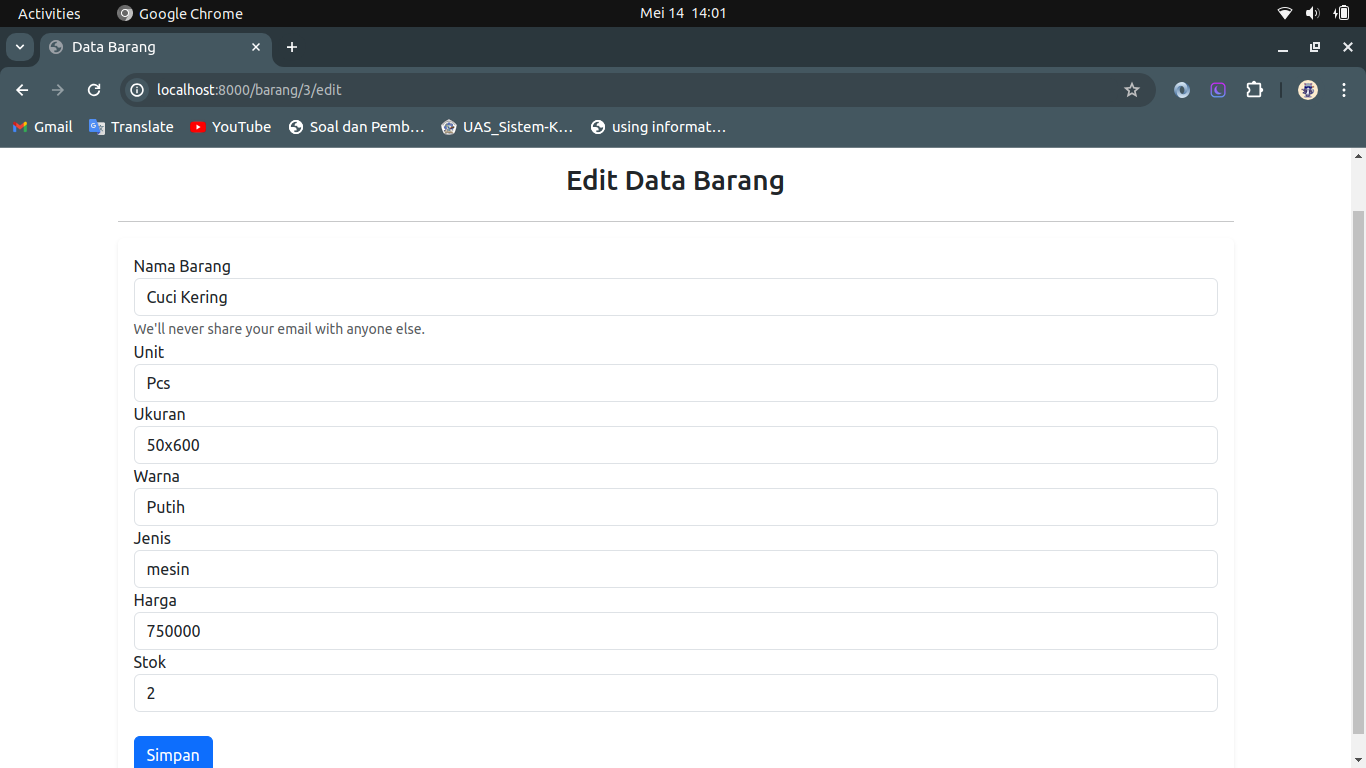 Activities Google Chrome Mei 14 14:01
Data Barang
localhost:8000/barang/3/edit
Gmail Translate YouTube Soal dan Pemb… UAS_Sistem-K… using informat…
Edit Data Barang
Nama Barang
Cuci Kering
We'll never share your email with anyone else.
Unit
Pcs
Ukuran
50x600
Warna
Putih
Jenis
mesin
Harga
750000
Stok
2
Simpan